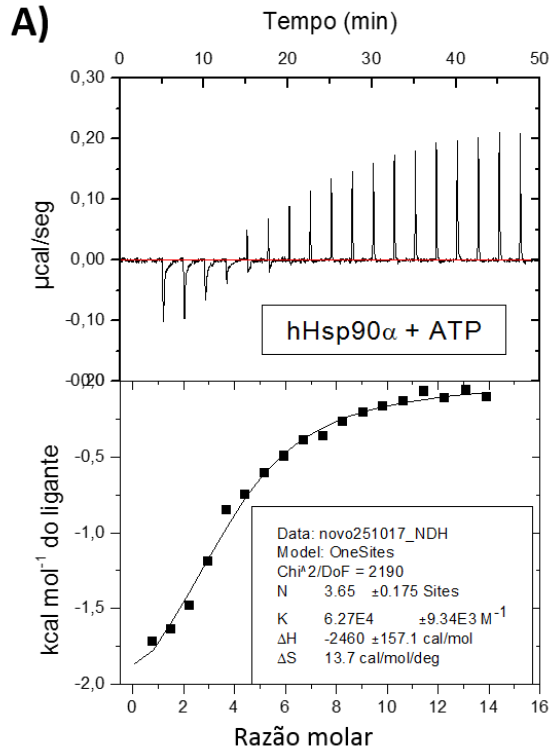 A)
Tempo (min)
0 10 20 30 40 50
0,30
0,20
0,10
0,00
-0,10
µcal/seg
hHsp90α + ATP
0,0
-0,5
-1,0
-1,5
-2,0
kcal mol⁻¹ do ligante
Data: novo251017_NDH
Model: OneSites
Chi^2/DoF = 2190
N 3.65 ±0.175 Sites
K 6.27E4 ±9.34E3 M⁻¹
ΔH -2460 ±157.1 cal/mol
ΔS 13.7 cal/mol/deg
0 2 4 6 8 10 12 14 16
Razão molar